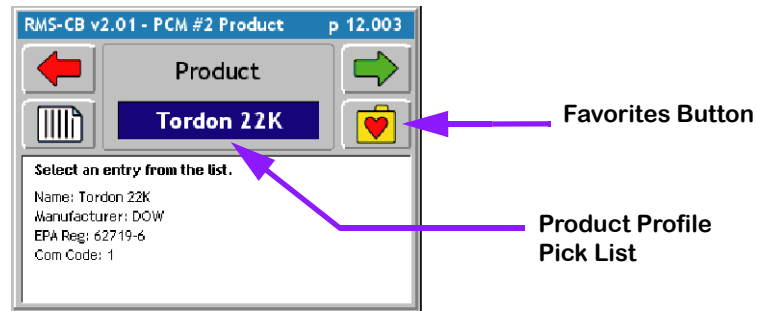 RMS-CB v2.01 - PCM #2 Product p 12.003
Product
Tordon 22K
Favorites Button
Select an entry from the list.
Name: Tordon 22K
Manufacturer: DOW
EPA Reg: 62719-6
Com Code: 1
Product Profile
Pick List